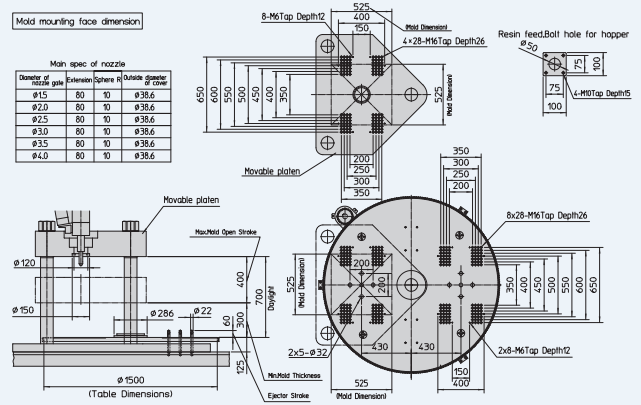 Mold mounting face dimension
Main spec of nozzle
Diameter of nozzle gate Extension Sphere R Outside diameter of cover
φ1.5 80 10 φ38.6
φ2.0 80 10 φ38.6
φ2.5 80 10 φ38.6
φ3.0 80 10 φ38.6
φ3.5 80 10 φ38.6
φ4.0 80 10 φ38.6
525
8-M6Tap Depth12
400
(Mold Dimension)
150
4×28-M16Tap Depth26
650
600
550
500
450
400
350
525
(Mold Dimension)
200
250
300
350
Movable platen
Resin feed.Bolt hole for hopper
φ50
75
100
75
100
4-M10Tap Depth15
Movable platen
Max.Mold Open Stroke
φ120
400
700
Daylight
φ150
φ286
φ22
60
300
125
Min.Mold Thickness
Ejector Stroke
φ1500
(Table Dimensions)
350
300
250
200
8x28-M16Tap Depth26
525
(Mold Dimension)
200
200
350
400
450
500
550
600
650
2x5-φ32
430
430
2x8-M6Tap Depth12
525
(Mold Dimension)
150
400